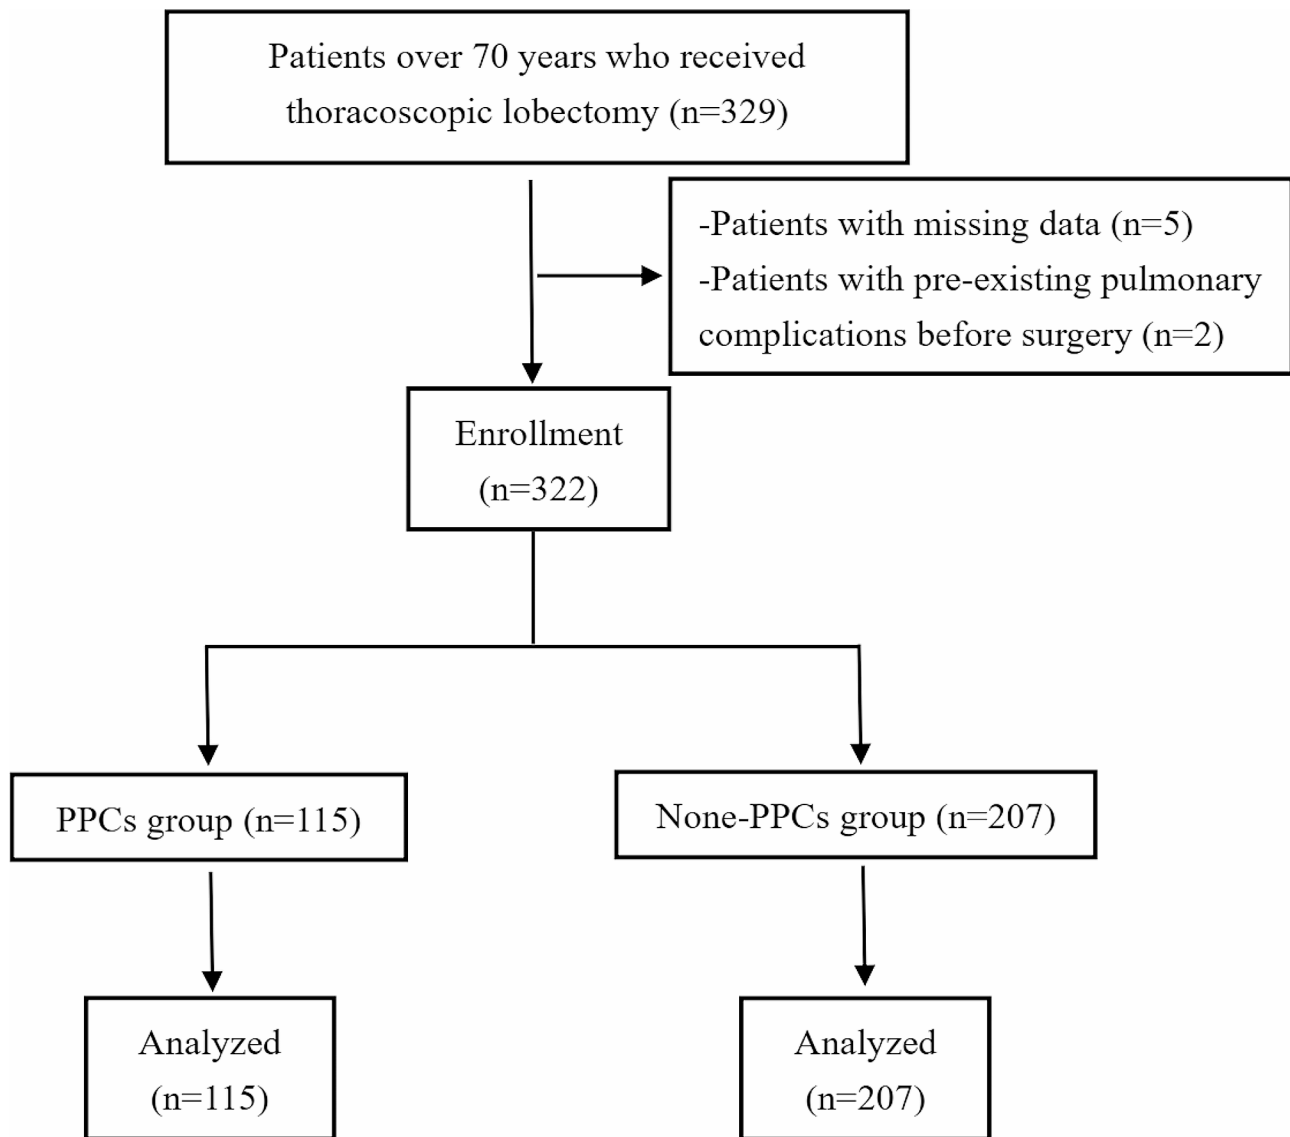 Patients over 70 years who received
thoracoscopic lobectomy (n=329)
-Patients with missing data (n=5)
-Patients with pre-existing pulmonary
complications before surgery (n=2)
Enrollment
(n=322)
PPCs group (n=115)
None-PPCs group (n=207)
Analyzed
(n=115)
Analyzed
(n=207)